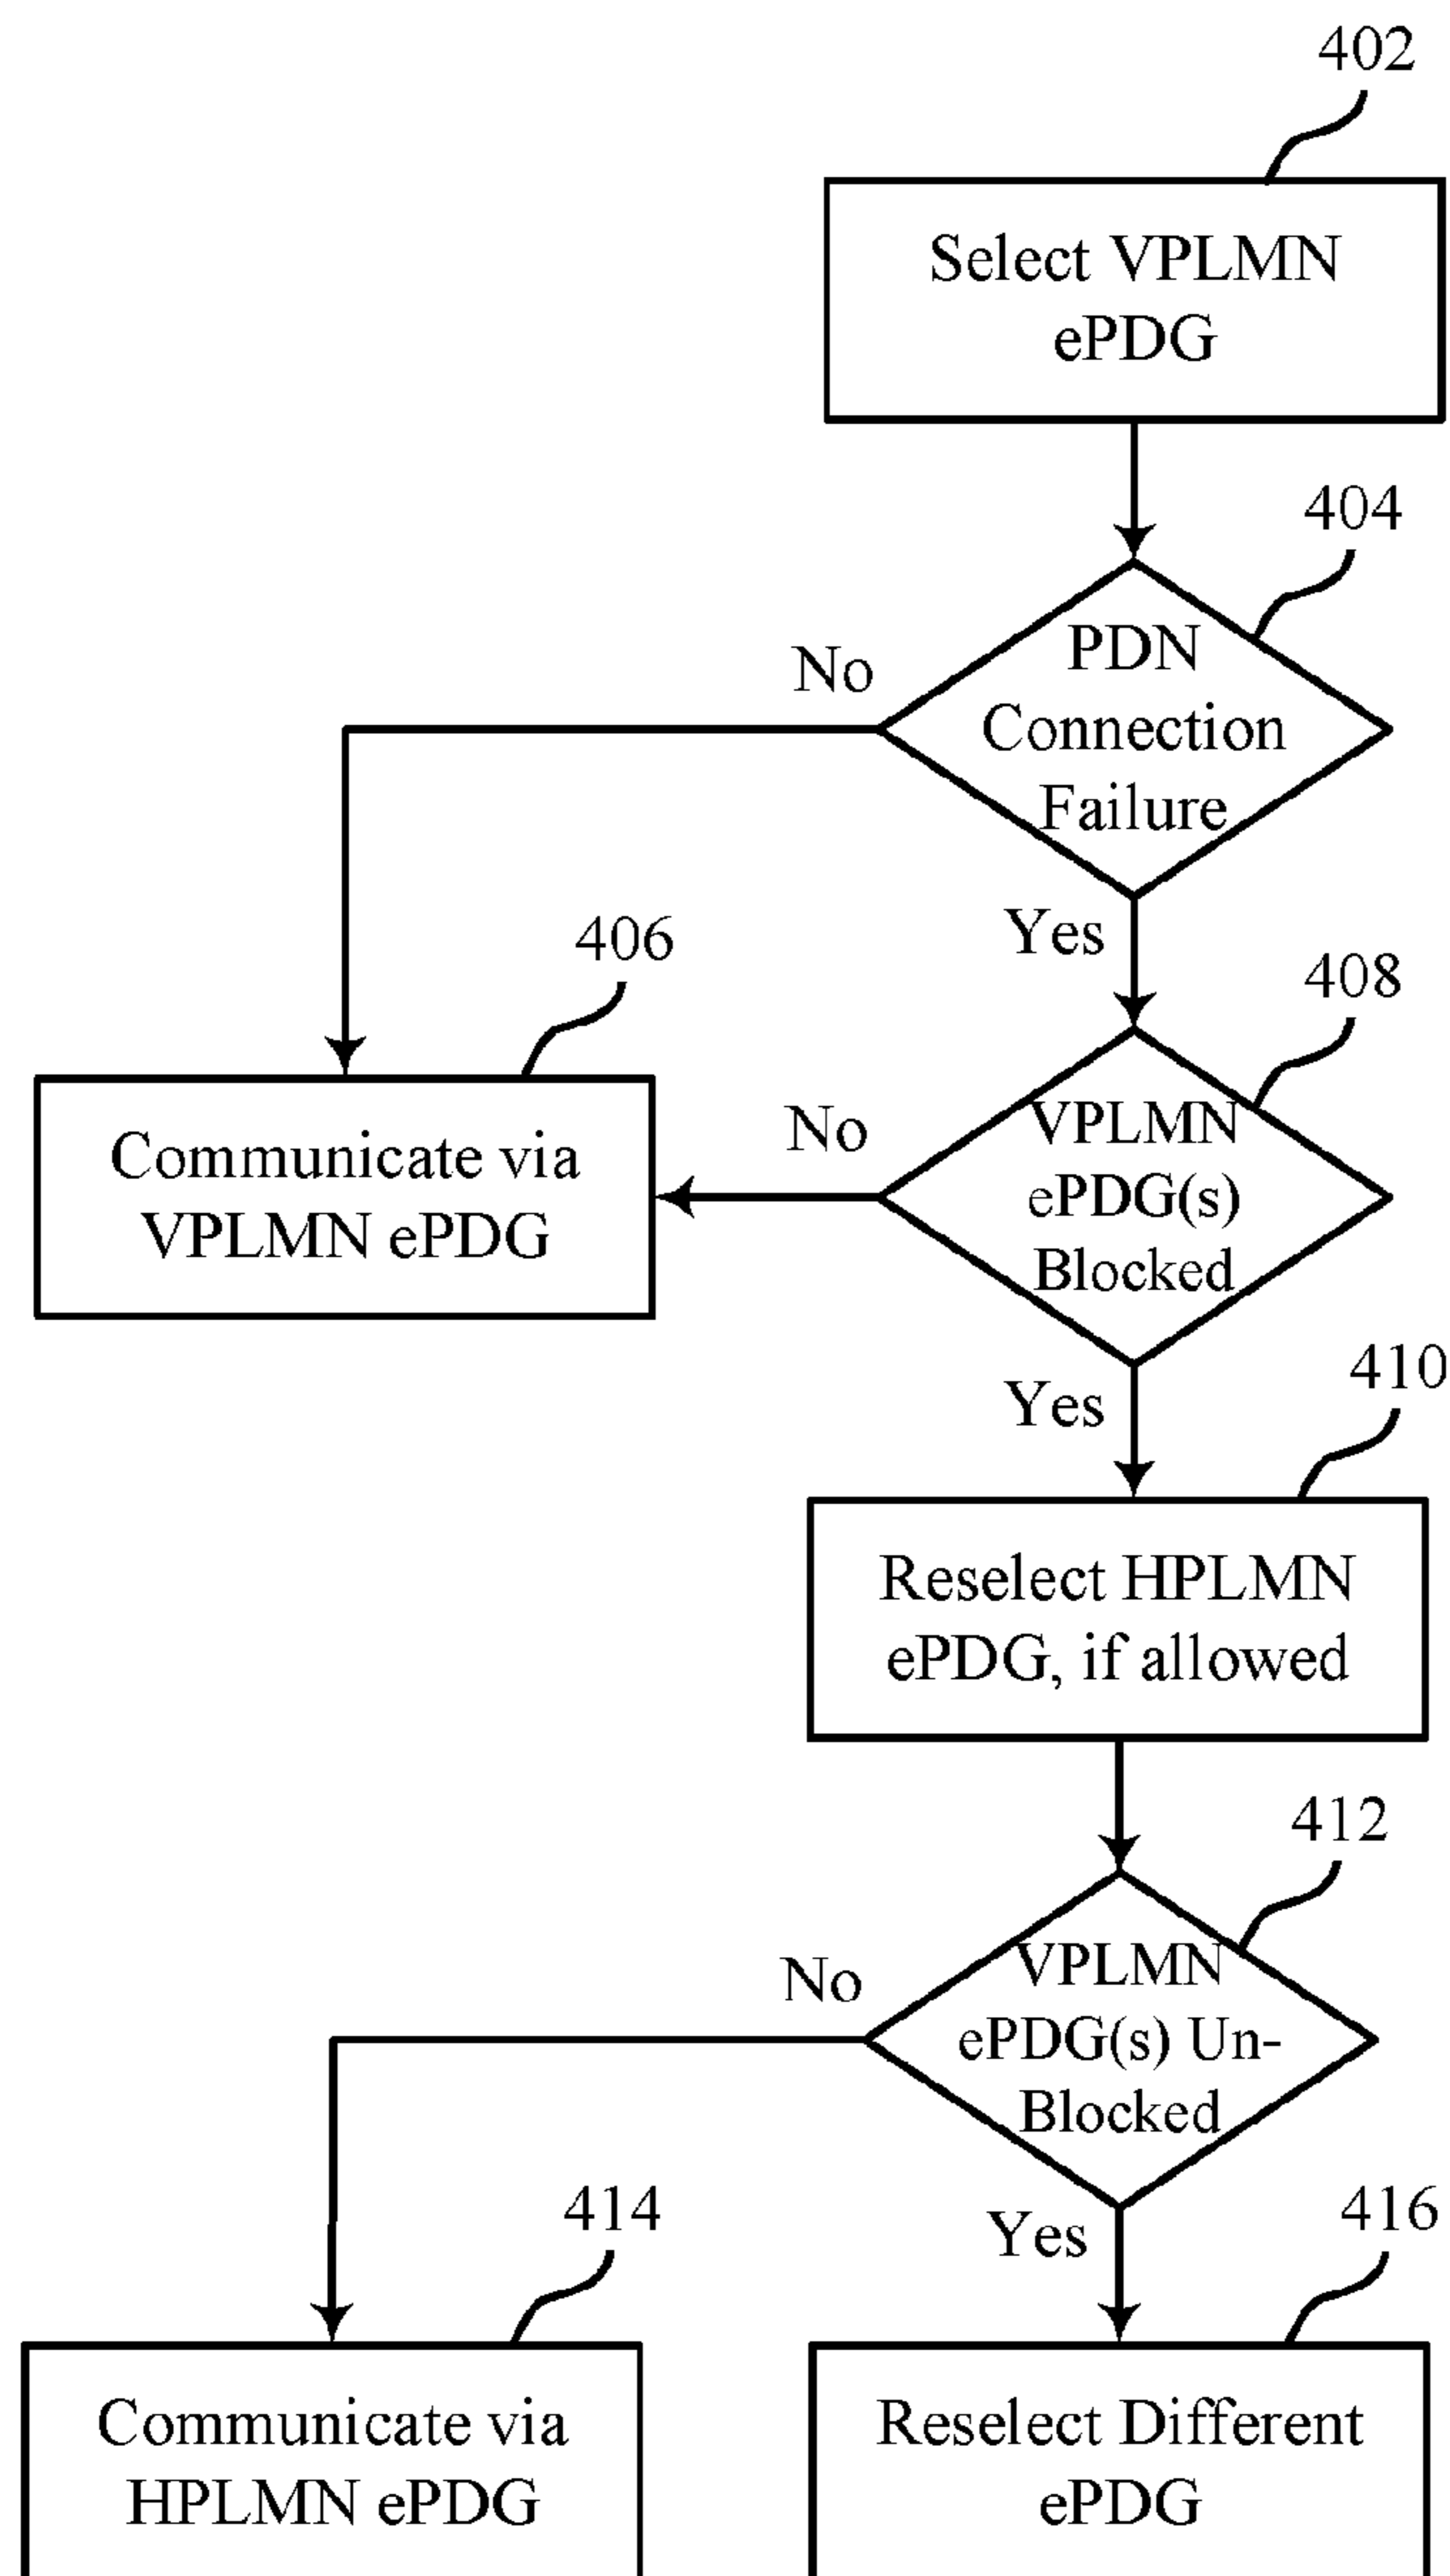 402
Select VPLMN
ePDG
404
PDN
Connection
Failure
No
Yes
406
Communicate via
VPLMN ePDG
408
VPLMN
ePDG(s)
Blocked
No
Yes
410
Reselect HPLMN
ePDG, if allowed
412
VPLMN
ePDG(s) Un-
Blocked
No
Yes
414
Communicate via
HPLMN ePDG
416
Reselect Different
ePDG